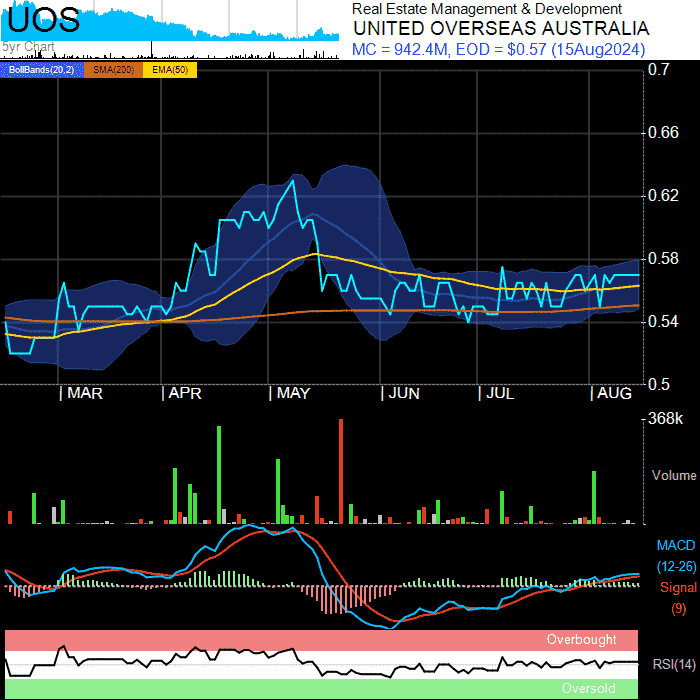 UOS
5yr Chart
Real Estate Management & Development
UNITED OVERSEAS AUSTRALIA
MC = 942.4M, EOD = $0.57 (15Aug2024)
BollBands(20,2) SMA(200) EMA(50)
0.7
0.66
0.62
0.58
0.54
0.5
MAR APR MAY JUN JUL AUG
368k
Volume
MACD
(12-26)
Signal
(9)
Overbought
RSI(14)
Oversold